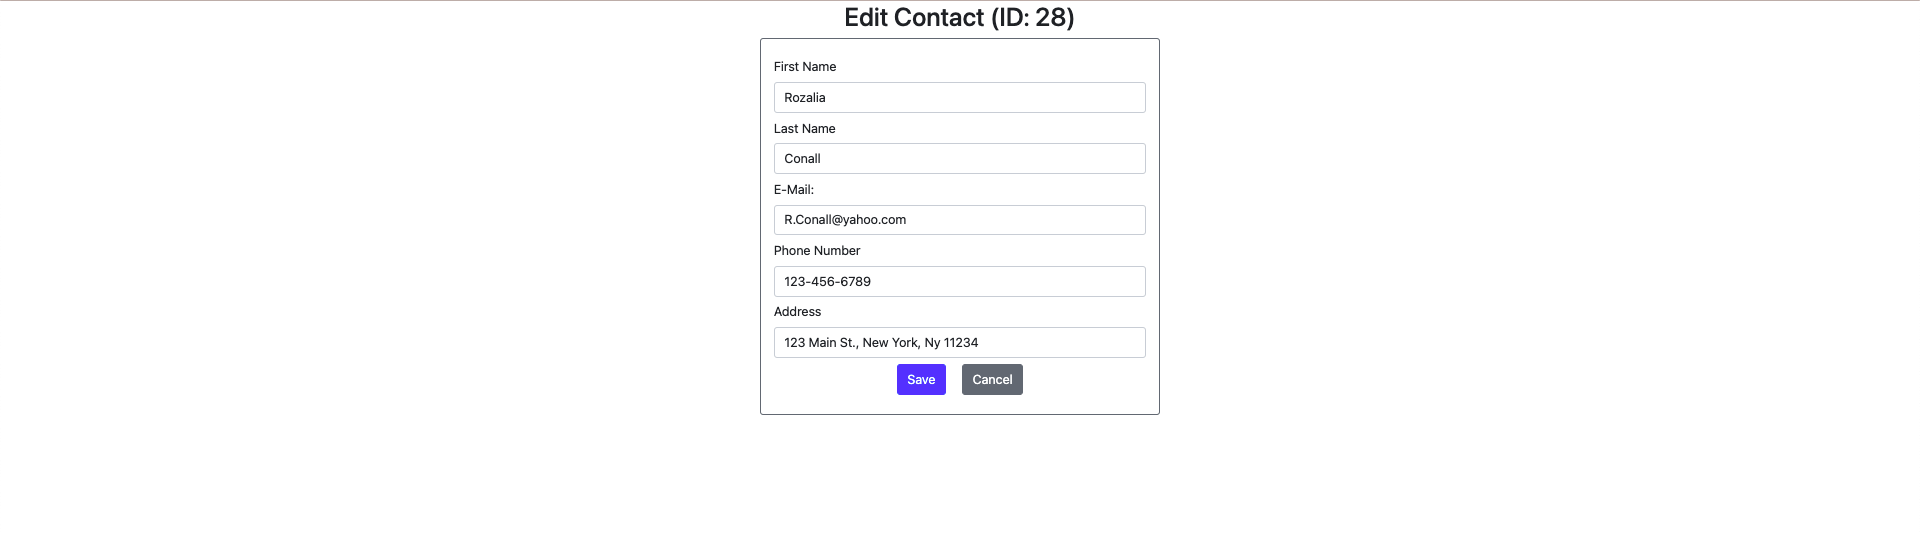 Edit Contact (ID: 28)
First Name
Rozalia
Last Name
Conall
E-Mail:
R.Conall@yahoo.com
Phone Number
123-456-6789
Address
123 Main St., New York, Ny 11234
Save Cancel